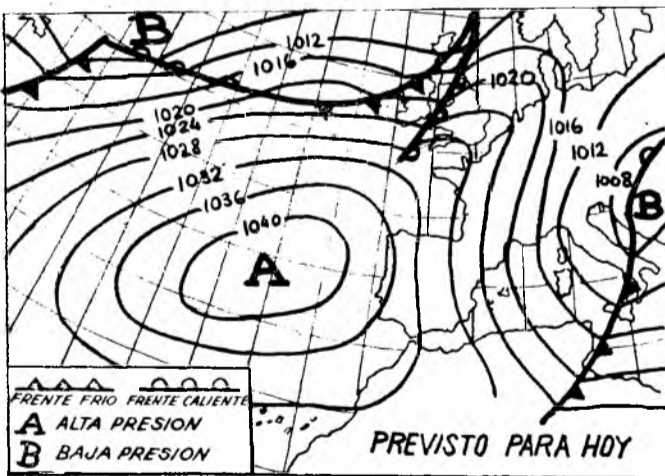 B
1012
1016
1020
1020
1024
1028
1032
1036
1040
A
1016
1012
1008
B
FRENTE FRIO FRENTE CALIENTE
A ALTA PRESION
B BAJA PRESION
PREVISTO PARA HOY